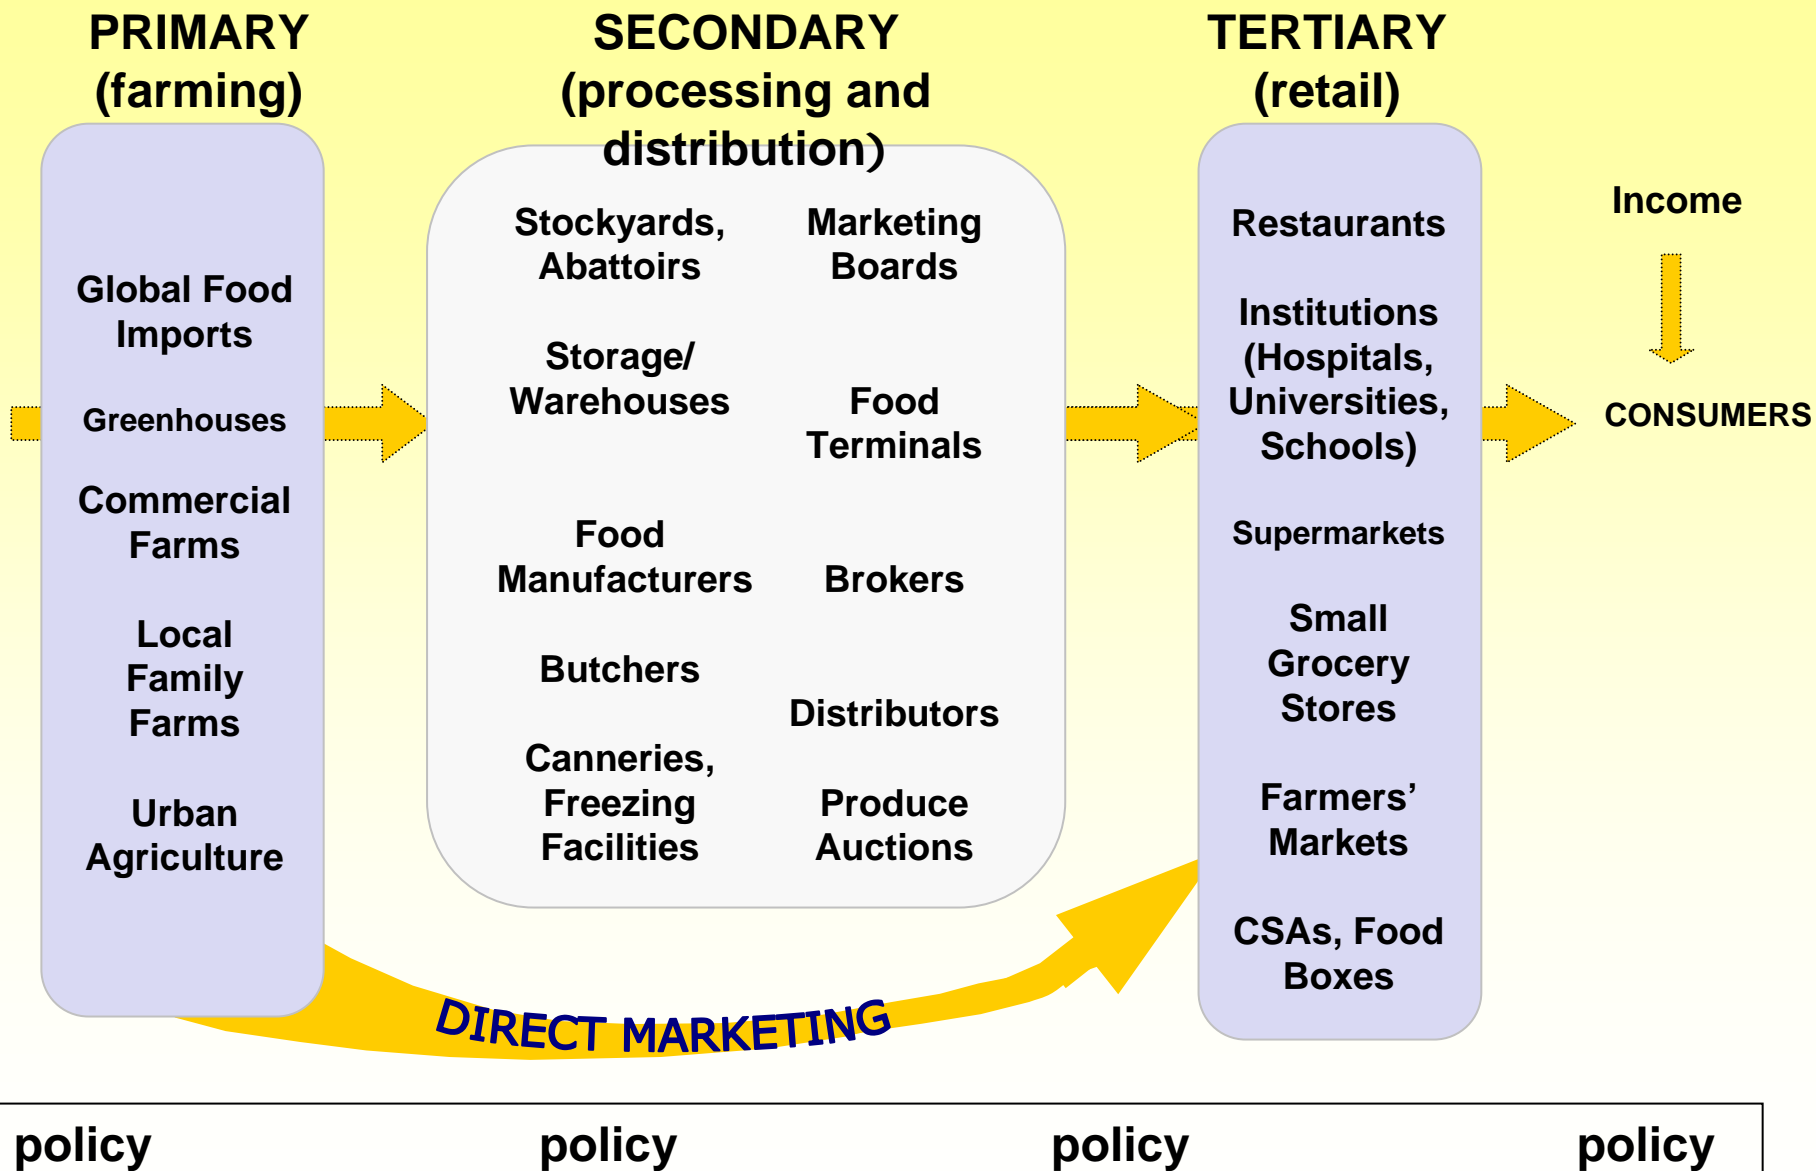 PRIMARY
(farming)
Global Food
Imports
Greenhouses
Commercial
Farms
Local
Family
Farms
Urban
Agriculture
SECONDARY
(processing and
distribution)
Stockyards,
Abattoirs
Storage/
Warehouses
Food
Manufacturers
Butchers
Canneries,
Freezing
Facilities
Marketing
Boards
Food
Terminals
Brokers
Distributors
Produce
Auctions
TERTIARY
(retail)
Restaurants
Institutions
(Hospitals,
Universities,
Schools)
Supermarkets
Small
Grocery
Stores
Farmers’
Markets
CSAs, Food
Boxes
Income
CONSUMERS
DIRECT MARKETING
policy policy policy policy